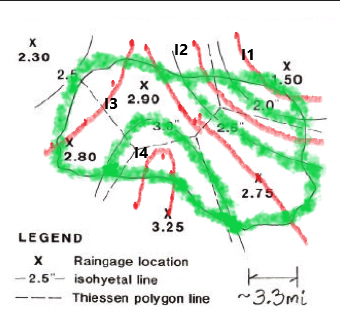 I2
I1
X
2.30
X
1.50
2.5
X
2.90
I3
2.0"
3.0"
2.5"
X
2.80
I4
X
2.75
X
3.25
LEGEND
X Raingage location
—2.5"— isohyetal line
— — — Thiessen polygon line
~3.3mi